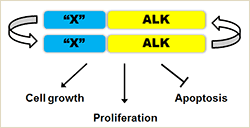 “X” ALK
“X” ALK
Cell growth Apoptosis
Proliferation